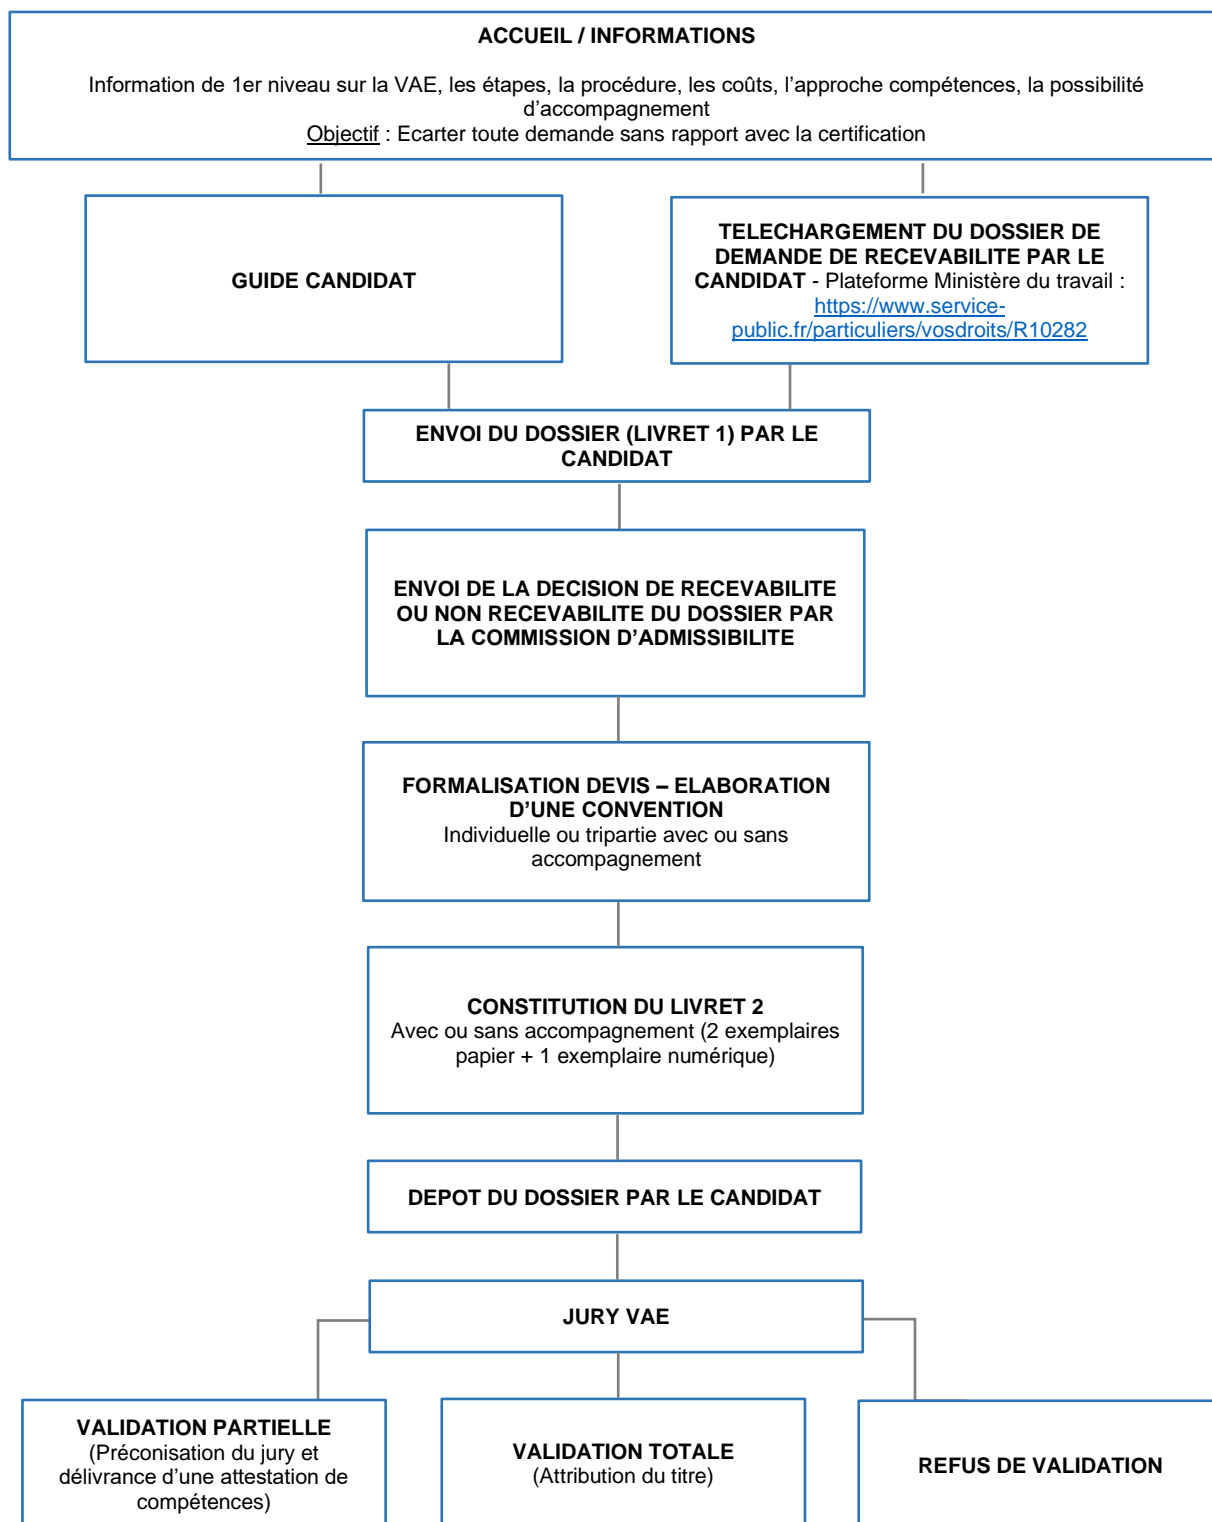 ACCUEIL / INFORMATIONS
Information de 1er niveau sur la VAE, les étapes, la procédure, les coûts, l’approche compétences, la possibilité
d’accompagnement
Objectif : Ecarter toute demande sans rapport avec la certification
GUIDE CANDIDAT
TELECHARGEMENT DU DOSSIER DE
DEMANDE DE RECEVABILITE PAR LE
CANDIDAT - Plateforme Ministère du travail :
https://www.service-
public.fr/particuliers/vosdroits/R10282
ENVOI DU DOSSIER (LIVRET 1) PAR LE
CANDIDAT
ENVOI DE LA DECISION DE RECEVABILITE
OU NON RECEVABILITE DU DOSSIER PAR
LA COMMISSION D’ADMISSIBILITE
FORMALISATION DEVIS – ELABORATION
D’UNE CONVENTION
Individuelle ou tripartie avec ou sans
accompagnement
CONSTITUTION DU LIVRET 2
Avec ou sans accompagnement (2 exemplaires
papier + 1 exemplaire numérique)
DEPOT DU DOSSIER PAR LE CANDIDAT
JURY VAE
VALIDATION PARTIELLE
(Préconisation du jury et
délivrance d’une attestation de
compétences)
VALIDATION TOTALE
(Attribution du titre)
REFUS DE VALIDATION